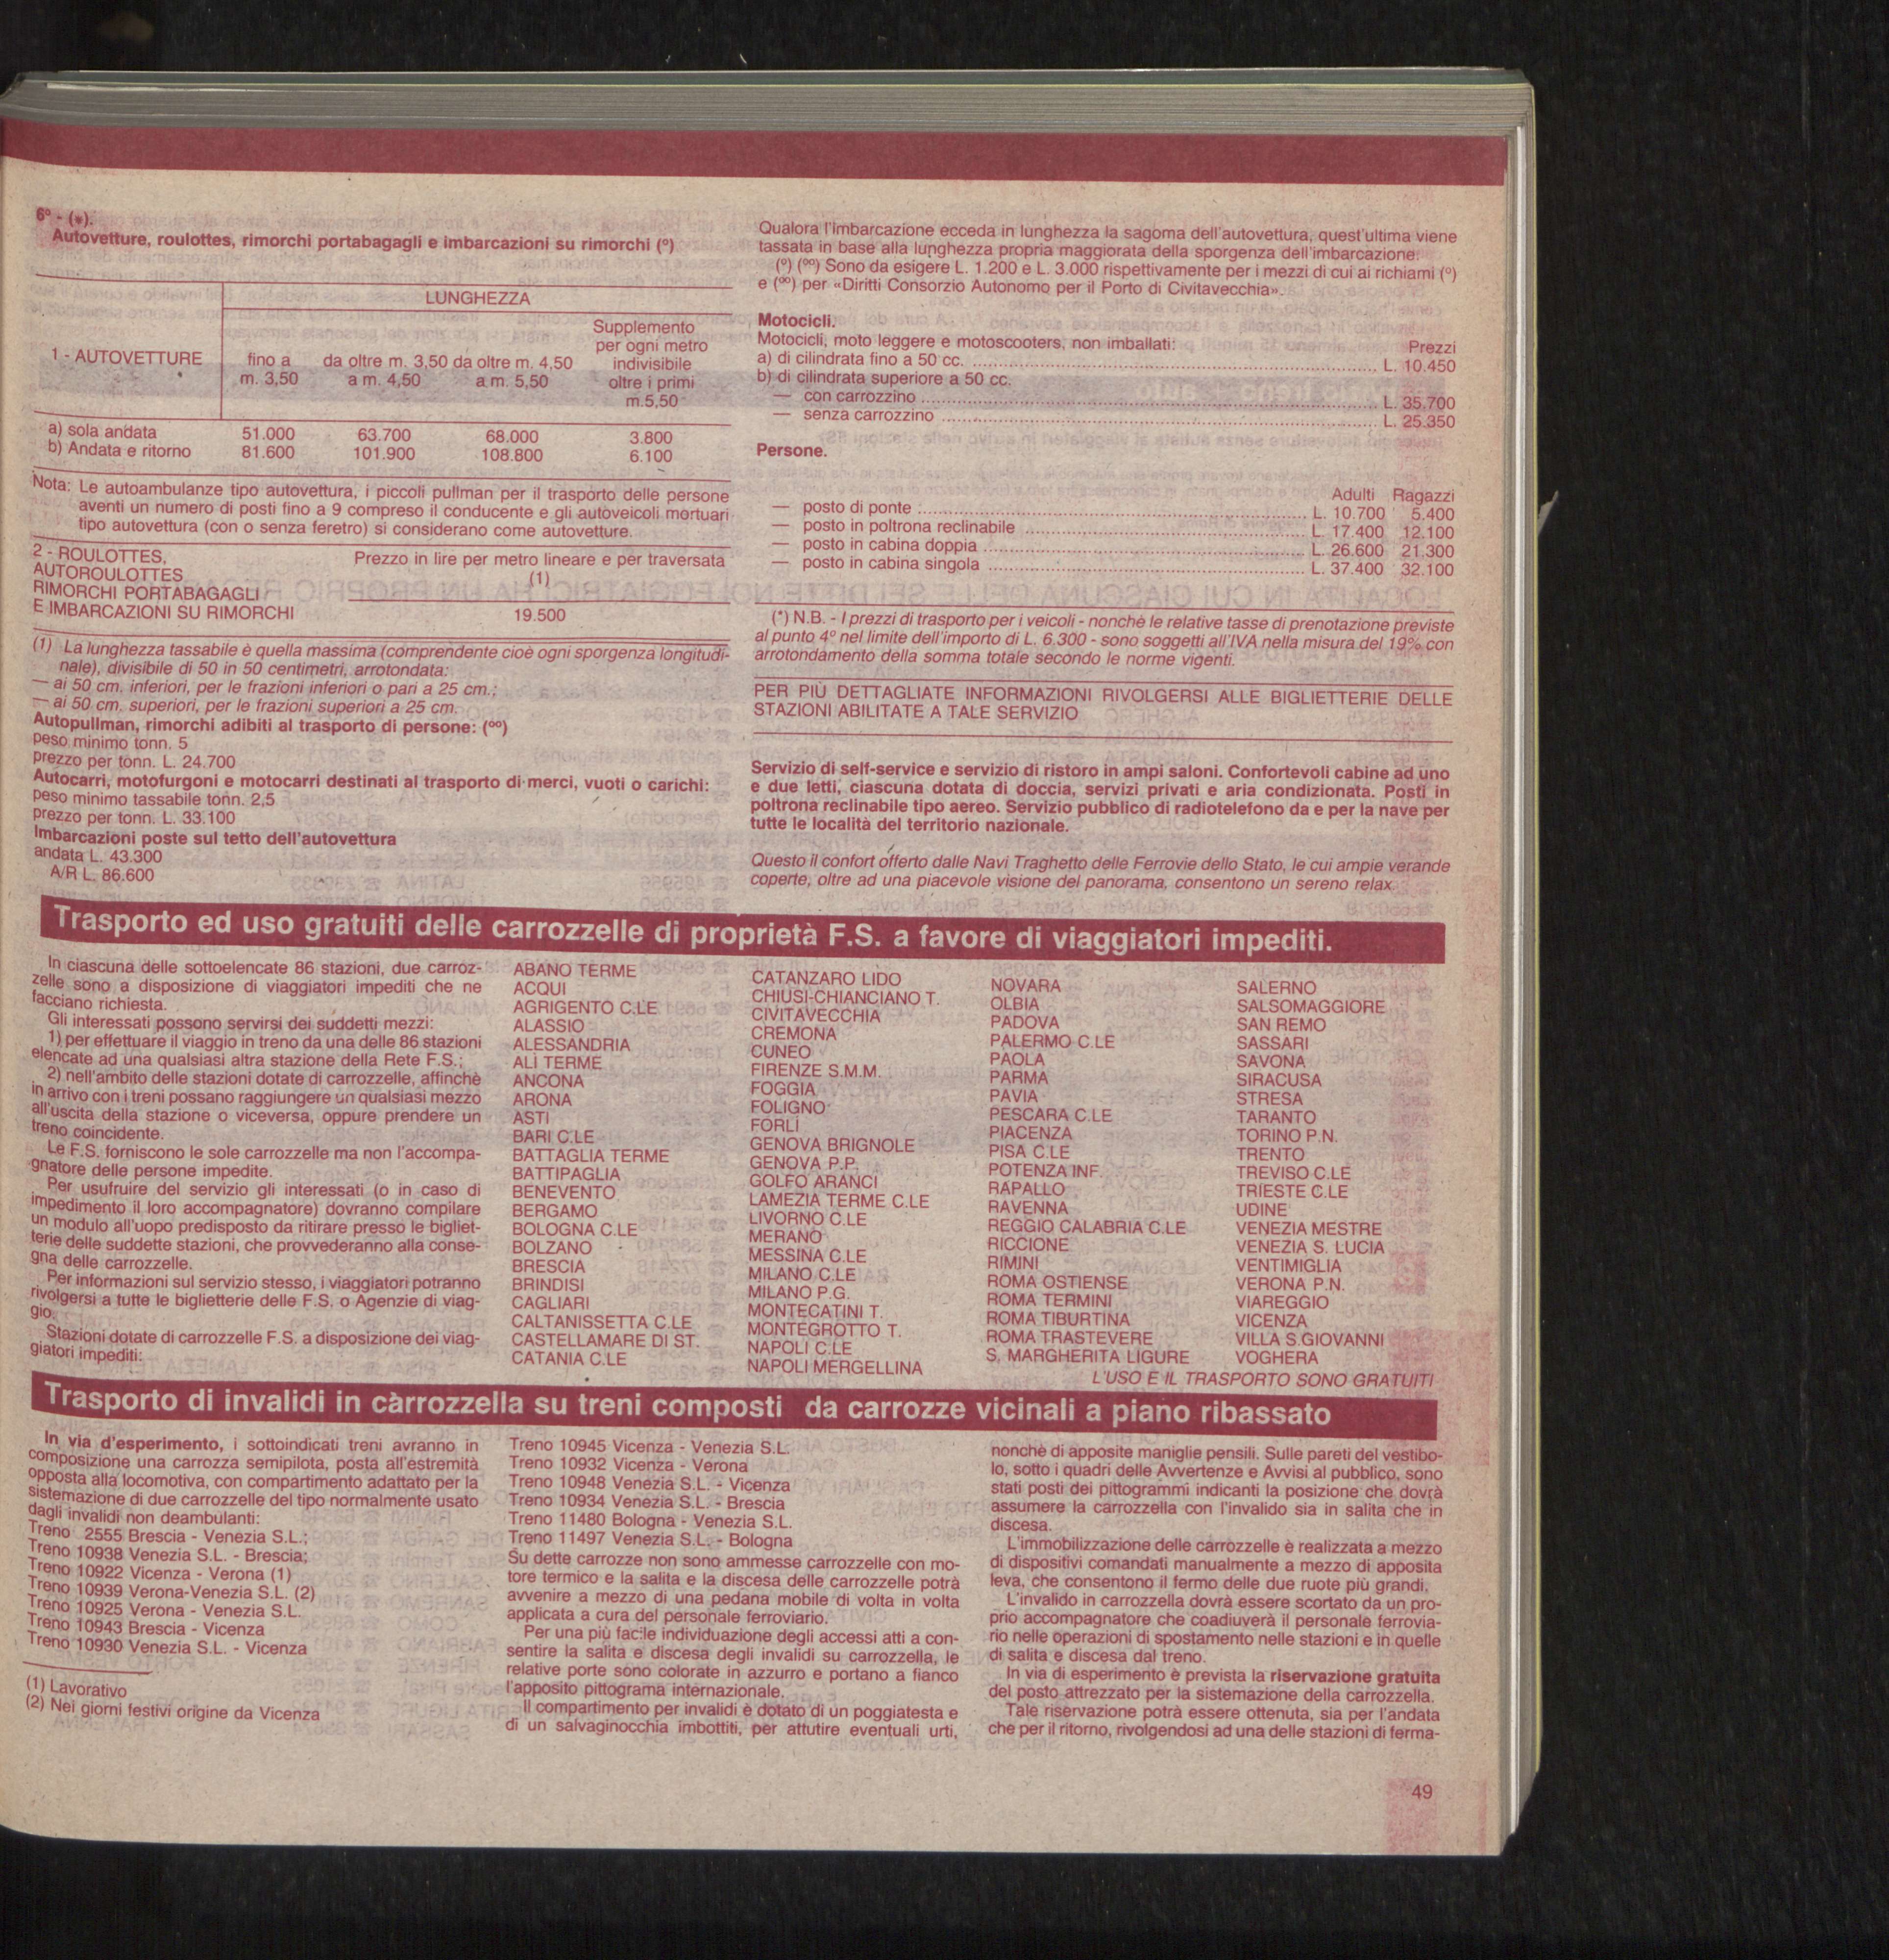 6º - (*).
Autovetture, roulottes, rimorchi portabagagli e imbarcazioni su rimorchi (º)
LUNGHEZZA
1 - AUTOVETTURE
fino a m. 3,50
da oltre m. 3,50 a m. 4,50
da oltre m. 4,50 a m. 5,50
Supplemento per ogni metro indivisibile oltre i primi m.5,50
a) sola andata 51.000 63.700 68.000 3.800
b) Andata e ritorno 81.600 101.900 108.800 6.100
Nota: Le autoambulanze tipo autovettura, i piccoli pullman per il trasporto delle persone
aventi un numero di posti fino a 9 compreso il conducente e gli autoveicoli mortuari
tipo autovettura (con o senza feretro) si considerano come autovetture.
2 - ROULOTTES,
AUTOROULOTTES
RIMORCHI PORTABAGAGLI
E IMBARCAZIONI SU RIMORCHI
Prezzo in lire per metro lineare e per traversata
(1)
19.500
(1) La lunghezza tassabile è quella massima (comprendente cioè ogni sporgenza longitudi-
nale), divisibile di 50 in 50 centimetri, arrotondata:
— ai 50 cm. inferiori, per le frazioni inferiori o pari a 25 cm.;
— ai 50 cm. superiori, per le frazioni superiori a 25 cm.
Autopullman, rimorchi adibiti al trasporto di persone: (ºº)
peso minimo tonn. 5
prezzo per tonn. L. 24.700
Autocarri, motofurgoni e motocarri destinati al trasporto di merci, vuoti o carichi:
peso minimo tassabile tonn. 2,5
prezzo per tonn. L. 33.100
Imbarcazioni poste sul tetto dell'autovettura
andata L. 43.300
A/R L. 86.600
Qualora l'imbarcazione ecceda in lunghezza la sagoma dell'autovettura, quest'ultima viene
tassata in base alla lunghezza propria maggiorata della sporgenza dell'imbarcazione:
(º) (ºº) Sono da esigere L. 1.200 e L. 3.000 rispettivamente per i mezzi di cui ai richiami (º)
e (ºº) per «Diritti Consorzio Autonomo per il Porto di Civitavecchia».
Motocicli.
Motocicli, moto leggere e motoscooters, non imballati: Prezzi
a) di cilindrata fino a 50 cc. L. 10.450
b) di cilindrata superiore a 50 cc.
— con carrozzino L. 35.700
— senza carrozzino L. 25.350
Persone.
Adulti Ragazzi
— posto di ponte L. 10.700 5.400
— posto in poltrona reclinabile L. 17.400 12.100
— posto in cabina doppia L. 26.600 21.300
— posto in cabina singola L. 37.400 32.100
(*) N.B. - I prezzi di trasporto per i veicoli - nonchè le relative tasse di prenotazione previste
al punto 4º nel limite dell'importo di L. 6.300 - sono soggetti all'IVA nella misura del 19% con
arrotondamento della somma totale secondo le norme vigenti.
PER PIÙ DETTAGLIATE INFORMAZIONI RIVOLGERSI ALLE BIGLIETTERIE DELLE
STAZIONI ABILITATE A TALE SERVIZIO
Servizio di self-service e servizio di ristoro in ampi saloni. Confortevoli cabine ad uno
e due letti, ciascuna dotata di doccia, servizi privati e aria condizionata. Posti in
poltrona reclinabile tipo aereo. Servizio pubblico di radiotelefono da e per la nave per
tutte le località del territorio nazionale.
Questo il confort offerto dalle Navi Traghetto delle Ferrovie dello Stato, le cui ampie verande
coperte, oltre ad una piacevole visione del panorama, consentono un sereno relax.
Trasporto ed uso gratuiti delle carrozzelle di proprietà F.S. a favore di viaggiatori impediti.
In ciascuna delle sottoelencate 86 stazioni, due carroz-
zelle sono a disposizione di viaggiatori impediti che ne
facciano richiesta.
Gli interessati possono servirsi dei suddetti mezzi:
1) per effettuare il viaggio in treno da una delle 86 stazioni
elencate ad una qualsiasi altra stazione della Rete F.S.;
2) nell'ambito delle stazioni dotate di carrozzelle, affinchè
in arrivo con i treni possano raggiungere un qualsiasi mezzo
all'uscita della stazione o viceversa, oppure prendere un
treno coincidente.
Le F.S. forniscono le sole carrozzelle ma non l'accompa-
gnatore delle persone impedite.
Per usufruire del servizio gli interessati (o in caso di
impedimento il loro accompagnatore) dovranno compilare
un modulo all'uopo predisposto da ritirare presso le bigliet-
terie delle suddette stazioni, che provvederanno alla conse-
gna delle carrozzelle.
Per informazioni sul servizio stesso, i viaggiatori potranno
rivolgersi a tutte le biglietterie delle F.S. o Agenzie di viag-
gio.
Stazioni dotate di carrozzelle F.S. a disposizione dei viag-
giatori impediti:
ABANO TERME
ACQUI
AGRIGENTO C.LE
ALASSIO
ALESSANDRIA
ALÌ TERME
ANCONA
ARONA
ASTI
BARI C.LE
BATTAGLIA TERME
BATTIPAGLIA
BENEVENTO
BERGAMO
BOLOGNA C.LE
BOLZANO
BRESCIA
BRINDISI
CAGLIARI
CALTANISSETTA C.LE
CASTELLAMARE DI ST.
CATANIA C.LE
CATANZARO LIDO
CHIUSI-CHIANCIANO T.
CIVITAVECCHIA
CREMONA
CUNEO
FIRENZE S.M.M.
FOGGIA
FOLIGNO
FORLÌ
GENOVA BRIGNOLE
GENOVA P.P.
GOLFO ARANCI
LAMEZIA TERME C.LE
LIVORNO C.LE
MERANO
MESSINA C.LE
MILANO C.LE
MILANO P.G.
MONTECATINI T.
MONTEGROTTO T.
NAPOLI C.LE
NAPOLI MERGELLINA
NOVARA
OLBIA
PADOVA
PALERMO C.LE
PAOLA
PARMA
PAVIA
PESCARA C.LE
PIACENZA
PISA C.LE
POTENZA INF.
RAPALLO
RAVENNA
REGGIO CALABRIA C.LE
RICCIONE
RIMINI
ROMA OSTIENSE
ROMA TERMINI
ROMA TIBURTINA
ROMA TRASTEVERE
S. MARGHERITA LIGURE
SALERNO
SALSOMAGGIORE
SAN REMO
SASSARI
SAVONA
SIRACUSA
STRESA
TARANTO
TORINO P.N.
TRENTO
TREVISO C.LE
TRIESTE C.LE
UDINE
VENEZIA MESTRE
VENEZIA S. LUCIA
VENTIMIGLIA
VERONA P.N.
VIAREGGIO
VICENZA
VILLA S.GIOVANNI
VOGHERA
L'USO E IL TRASPORTO SONO GRATUITI
Trasporto di invalidi in càrrozzella su treni composti da carrozze vicinali a piano ribassato
In via d'esperimento, i sottoindicati treni avranno in
composizione una carrozza semipilota, posta all'estremità
opposta alla locomotiva, con compartimento adattato per la
sistemazione di due carrozzelle del tipo normalmente usato
dagli invalidi non deambulanti:
Treno 2555 Brescia - Venezia S.L.;
Treno 10938 Venezia S.L. - Brescia;
Treno 10922 Vicenza - Verona (1)
Treno 10939 Verona-Venezia S.L. (2)
Treno 10925 Verona - Venezia S.L.
Treno 10943 Brescia - Vicenza
Treno 10930 Venezia S.L. - Vicenza
(1) Lavorativo
(2) Nei giorni festivi origine da Vicenza
Treno 10945 Vicenza - Venezia S.L.
Treno 10932 Vicenza - Verona
Treno 10948 Venezia S.L. - Vicenza
Treno 10934 Venezia S.L. - Brescia
Treno 11480 Bologna - Venezia S.L.
Treno 11497 Venezia S.L. - Bologna
Su dette carrozze non sono ammesse carrozzelle con mo-
tore termico e la salita e la discesa delle carrozzelle potrà
avvenire a mezzo di una pedana mobile di volta in volta
applicata a cura del personale ferroviario.
Per una più facile individuazione degli accessi atti a con-
sentire la salita e discesa degli invalidi su carrozzella, le
relative porte sono colorate in azzurro e portano a fianco
l'apposito pittograma internazionale.
Il compartimento per invalidi è dotato di un poggiatesta e
di un salvaginocchia imbottiti, per attutire eventuali urti,
nonchè di apposite maniglie pensili. Sulle pareti del vestibo-
lo, sotto i quadri delle Avvertenze e Avvisi al pubblico, sono
stati posti dei pittogrammi indicanti la posizione che dovrà
assumere la carrozzella con l'invalido sia in salita che in
discesa.
L'immobilizzazione delle carrozzelle è realizzata a mezzo
di dispositivi comandati manualmente a mezzo di apposita
leva, che consentono il fermo delle due ruote più grandi.
L'invalido in carrozzella dovrà essere scortato da un pro-
prio accompagnatore che coadiuverà il personale ferrovia-
rio nelle operazioni di spostamento nelle stazioni e in quelle
di salita e discesa dal treno.
In via di esperimento è prevista la riservazione gratuita
del posto attrezzato per la sistemazione della carrozzella.
Tale riservazione potrà essere ottenuta, sia per l'andata
che per il ritorno, rivolgendosi ad una delle stazioni di ferma-
49